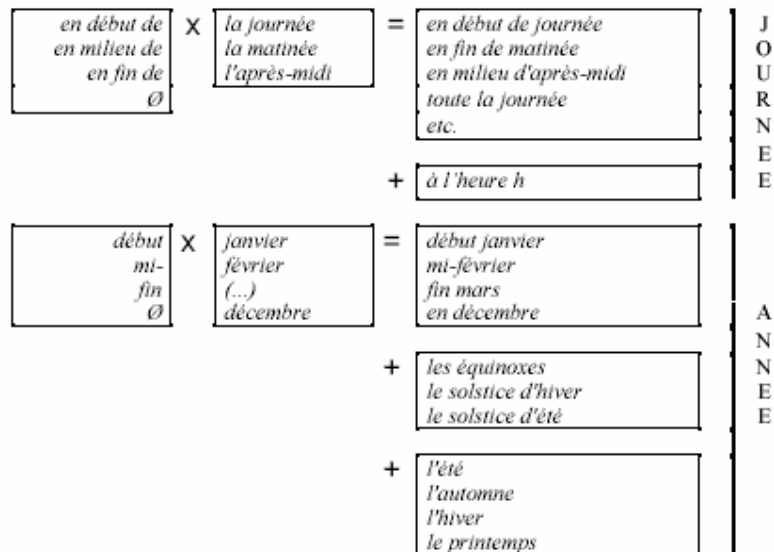 en début de X la journée = en début de journée J
en milieu de la matinée en fin de matinée O
en fin de l'après-midi en milieu d'après-midi U
Ø toute la journée R
etc. N
E
+ à l'heure h E
début X janvier = début janvier
mi- février mi-février
fin (...) fin mars
Ø décembre en décembre A
N
+ les équinoxes N
le solstice d'hiver E
le solstice d'été E
+ l'été
l'automne
l'hiver
le printemps